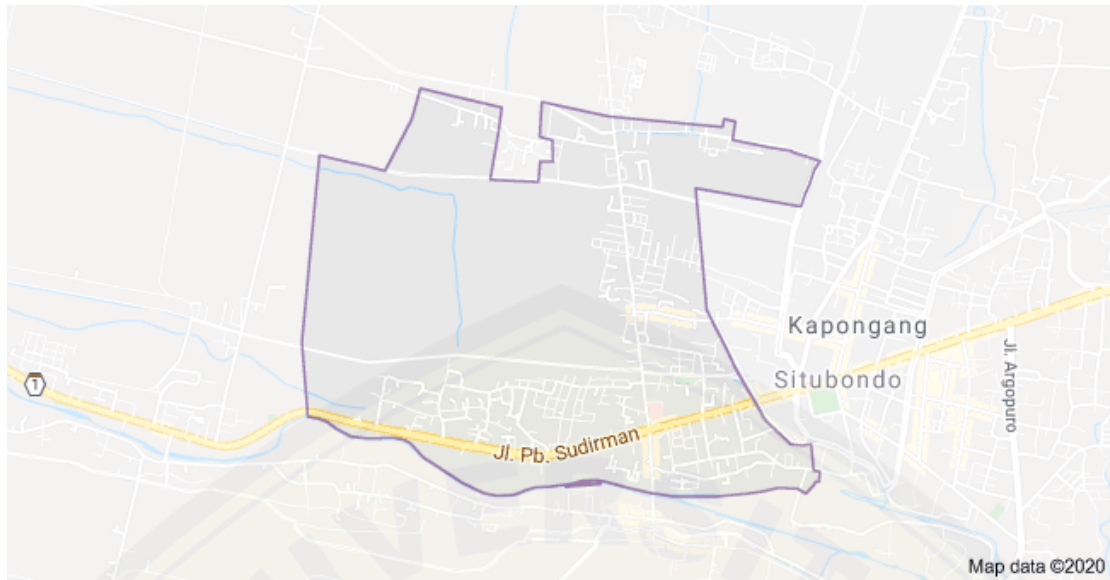 Kapongang
Situbondo
Jl. Argopuro
1
Jl. Pb. Sudirman
Map data ©2020